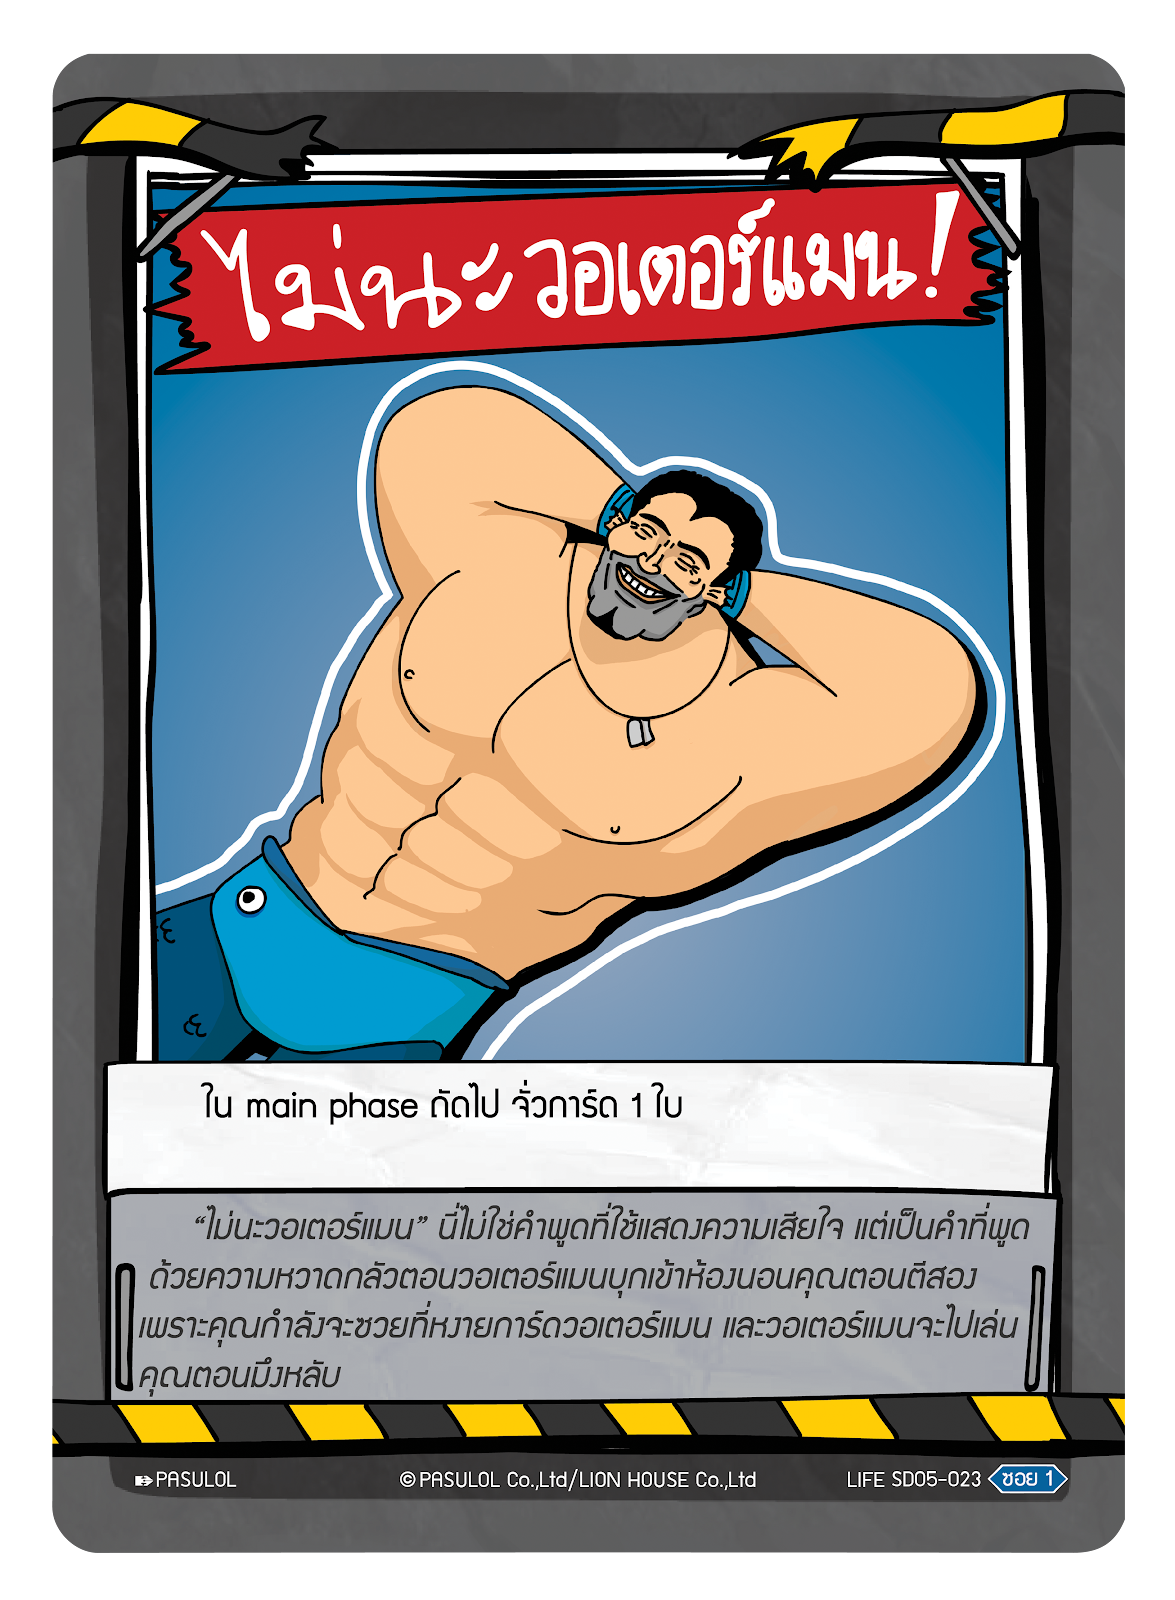 ไม่นะวอเตอร์แมน!
ใน main phase ถัดไป จั่วการ์ด 1 ใบ
“ไม่นะวอเตอร์แมน” นี่ไม่ใช่คำพูดที่ใช้แสดงความเสียใจ แต่เป็นคำที่พูด
ด้วยความหวาดกลัวตอนวอเตอร์แมนบุกเข้าห้องนอนคุณตอนตีสอง
เพราะคุณกำลังจะซวยที่หงายการ์ดวอเตอร์แมน และวอเตอร์แมนจะไปเล่น
คุณตอนมึงหลับ
PASULOL
© PASULOL Co.,Ltd/LION HOUSE Co.,Ltd
LIFE SD05-023 ซอย 1